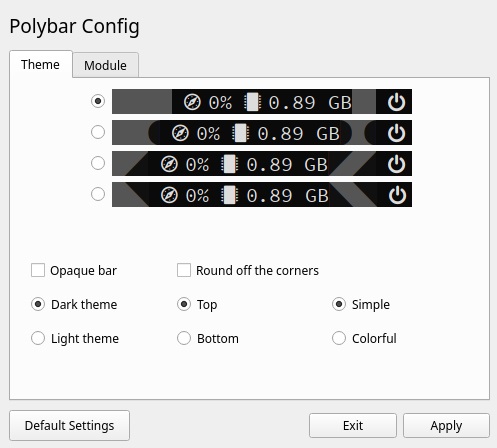 Polybar Config
Theme Module
0% 0.89 GB
0% 0.89 GB
0% 0.89 GB
0% 0.89 GB
Opaque bar Round off the corners
Dark theme Top Simple
Light theme Bottom Colorful
Default Settings Exit Apply